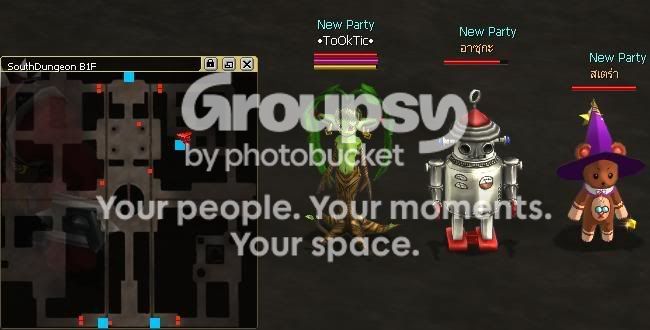 SouthDungeon B1F
New Party
•ToOkTic•
New Party
อาซุกะ
New Party
สเตร่า
Groupsy
by photobucket
Your people. Your moments.
Your space.